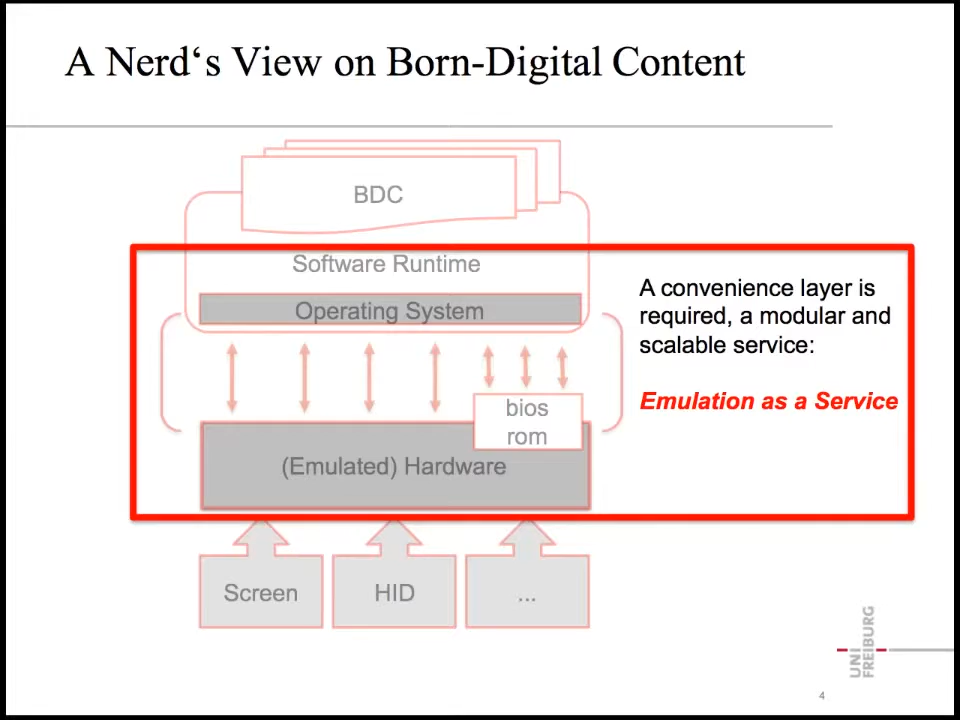 A Nerd‘s View on Born-Digital Content
BDC
Software Runtime
Operating System
bios
rom
(Emulated) Hardware
Screen
HID
...
A convenience layer is
required, a modular and
scalable service:
Emulation as a Service
UNI
FREIBURG
4